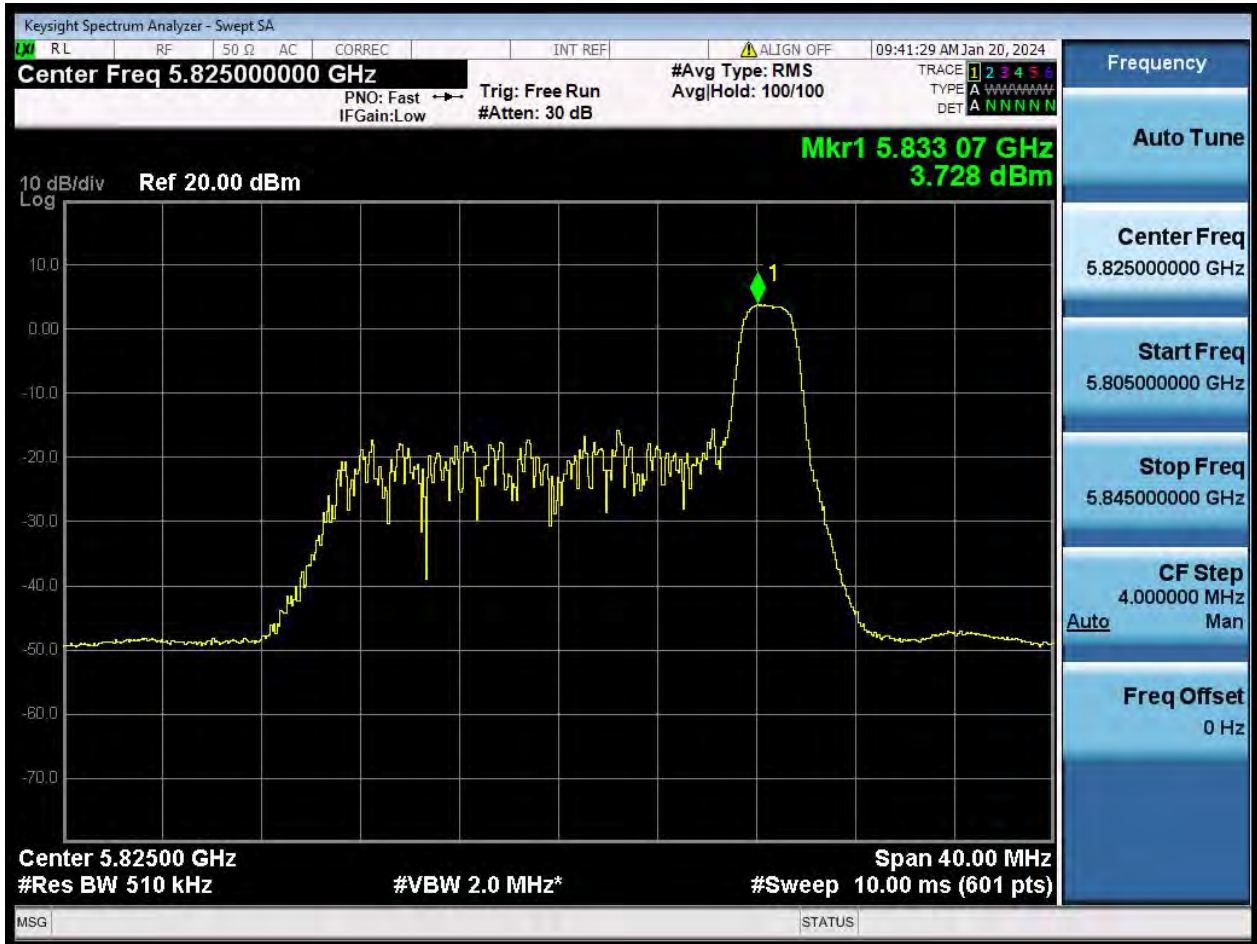 Keysight Spectrum Analyzer - Swept SA
LXI RL RF 50 Ω AC CORREC INT REF ALIGN OFF 09:41:29 AM Jan 20, 2024
Center Freq 5.825000000 GHz
PNO: Fast
IFGain:Low
Trig: Free Run
#Atten: 30 dB
#Avg Type: RMS
Avg|Hold: 100/100
TRACE 1 2 3 4 5 6
TYPE A WWWWW
DET A N N N N N
Mkr1 5.833 07 GHz
3.728 dBm
10 dB/div Ref 20.00 dBm
Log
1
10.0
0.00
-10.0
-20.0
-30.0
-40.0
-50.0
-60.0
-70.0
Center 5.82500 GHz
Span 40.00 MHz
#Res BW 510 kHz
#VBW 2.0 MHz*
#Sweep 10.00 ms (601 pts)
MSG
STATUS
Frequency
Auto Tune
Center Freq
5.825000000 GHz
Start Freq
5.805000000 GHz
Stop Freq
5.845000000 GHz
CF Step
4.000000 MHz
Auto Man
Freq Offset
0 Hz